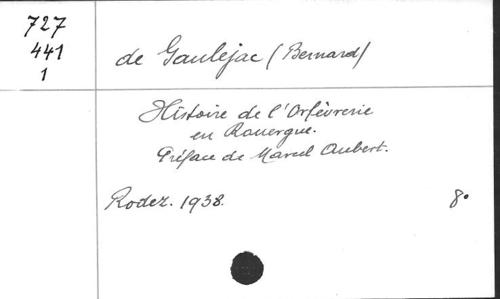 727
441
1
de Gaulejac (Bernard)
Histoire de l'Orfèvrerie
en Rouergue.
Préface de Marcel Aubert.
Rodez. 1938. 8°